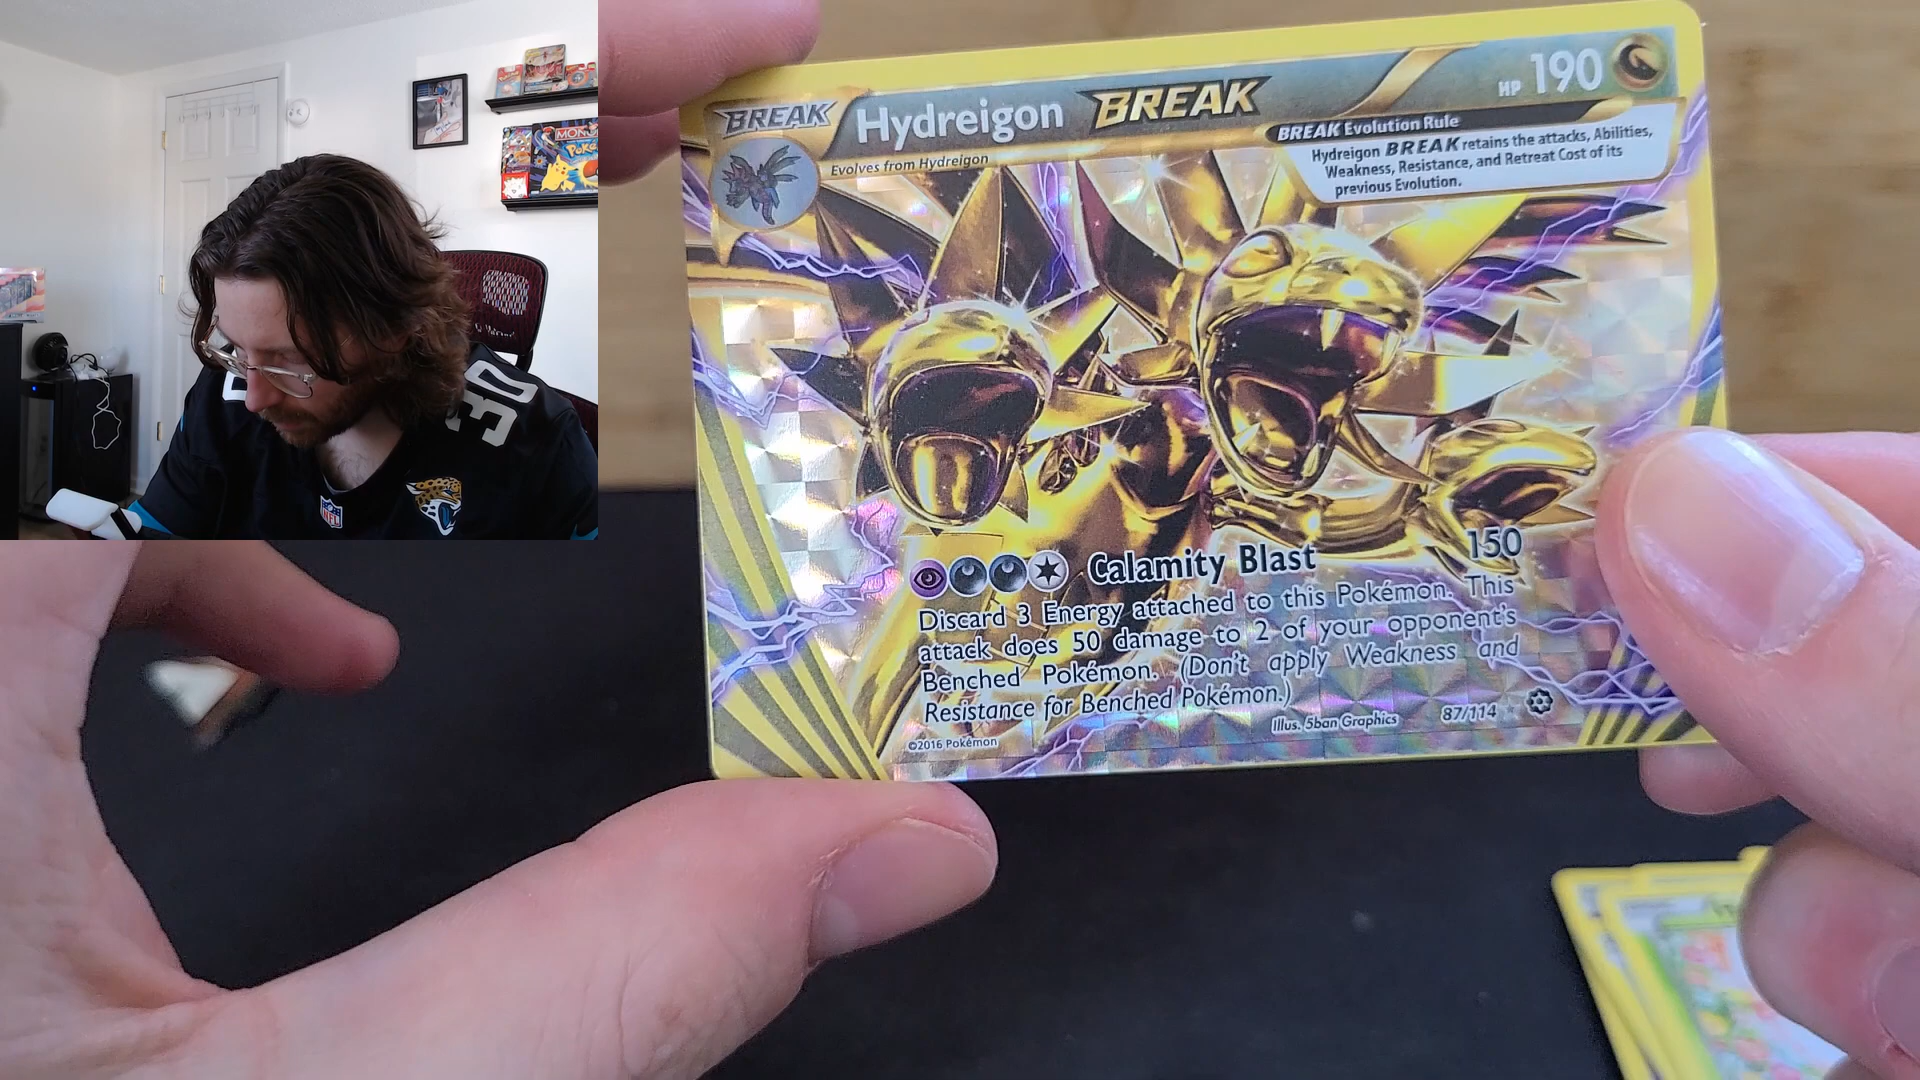 MONO
Poké
30
NFL
BREAK
Hydreigon BREAK
HP 190
Evolves from Hydreigon
BREAK Evolution Rule
Hydreigon BREAK retains the attacks, Abilities,
Weakness, Resistance, and Retreat Cost of its
previous Evolution.
Calamity Blast 150
Discard 3 Energy attached to this Pokémon. This
attack does 50 damage to 2 of your opponent's
Benched Pokémon. (Don't apply Weakness and
Resistance for Benched Pokémon.)
Illus. 5ban Graphics 87/114
©2016 Pokémon